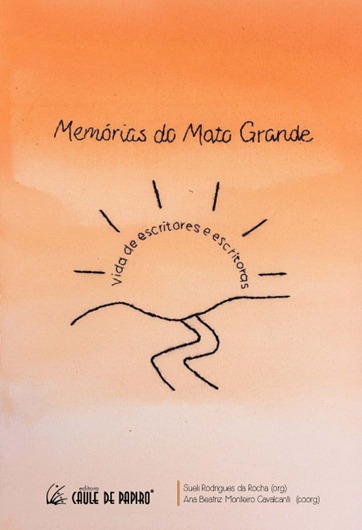 Memórias do Mato Grande
Vida de escritores e escritoras
editora
CAULE DE PAPIRO®
Sueli Rodrigues da Rocha (org)
Ana Beatriz Monteiro Cavalcanti (coorg)